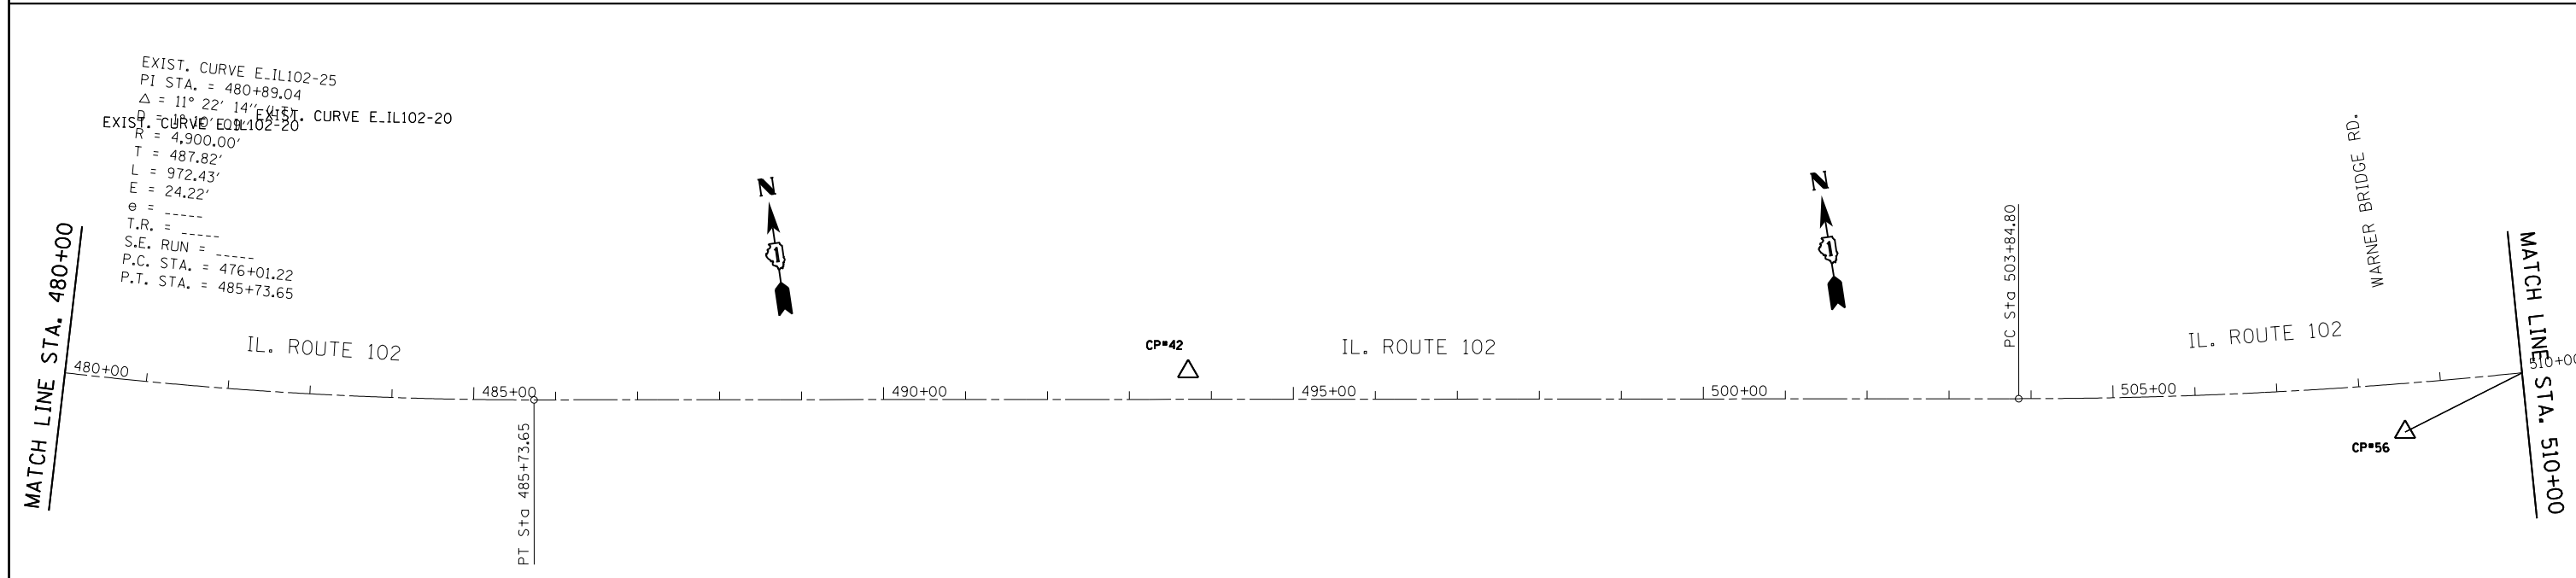 EXIST. CURVE E_IL102-25
PI STA. = 480+89.04
Δ = 11° 22' 14" (LT)
EXIST. CURVE E_IL102-20
D = 1° 10' 09"
EXIST. CURVE E_IL102-20
R = 4,900.00'
T = 487.82'
L = 972.43'
E = 24.22'
e = -----
T.R. = -----
S.E. RUN = -----
P.C. STA. = 476+01.22
P.T. STA. = 485+73.65
MATCH LINE STA. 480+00
IL. ROUTE 102
480+00
485+00
PT Sta 485+73.65
N
1
490+00
CP#42
495+00
IL. ROUTE 102
N
1
500+00
PC Sta 503+84.80
505+00
IL. ROUTE 102
WARNER BRIDGE RD.
CP#56
510+00
MATCH LINE STA. 510+00